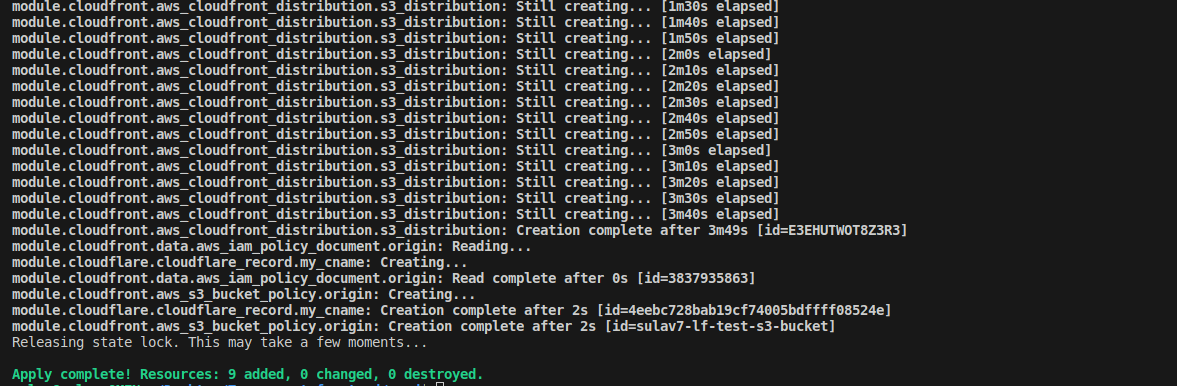 module.cloudfront.aws_cloudfront_distribution.s3_distribution: Still creating... [1m30s elapsed]
module.cloudfront.aws_cloudfront_distribution.s3_distribution: Still creating... [1m40s elapsed]
module.cloudfront.aws_cloudfront_distribution.s3_distribution: Still creating... [1m50s elapsed]
module.cloudfront.aws_cloudfront_distribution.s3_distribution: Still creating... [2m0s elapsed]
module.cloudfront.aws_cloudfront_distribution.s3_distribution: Still creating... [2m10s elapsed]
module.cloudfront.aws_cloudfront_distribution.s3_distribution: Still creating... [2m20s elapsed]
module.cloudfront.aws_cloudfront_distribution.s3_distribution: Still creating... [2m30s elapsed]
module.cloudfront.aws_cloudfront_distribution.s3_distribution: Still creating... [2m40s elapsed]
module.cloudfront.aws_cloudfront_distribution.s3_distribution: Still creating... [2m50s elapsed]
module.cloudfront.aws_cloudfront_distribution.s3_distribution: Still creating... [3m0s elapsed]
module.cloudfront.aws_cloudfront_distribution.s3_distribution: Still creating... [3m10s elapsed]
module.cloudfront.aws_cloudfront_distribution.s3_distribution: Still creating... [3m20s elapsed]
module.cloudfront.aws_cloudfront_distribution.s3_distribution: Still creating... [3m30s elapsed]
module.cloudfront.aws_cloudfront_distribution.s3_distribution: Still creating... [3m40s elapsed]
module.cloudfront.aws_cloudfront_distribution.s3_distribution: Creation complete after 3m49s [id=E3EHUTWOT8Z3R3]
module.cloudfront.data.aws_iam_policy_document.origin: Reading...
module.cloudflare.cloudflare_record.my_cname: Creating...
module.cloudfront.data.aws_iam_policy_document.origin: Read complete after 0s [id=3837935863]
module.cloudfront.aws_s3_bucket_policy.origin: Creating...
module.cloudflare.cloudflare_record.my_cname: Creation complete after 2s [id=4eebc728bab19cf74005bdffff08524e]
module.cloudfront.aws_s3_bucket_policy.origin: Creation complete after 2s [id=sulav7-lf-test-s3-bucket]
Releasing state lock. This may take a few moments...
Apply complete! Resources: 9 added, 0 changed, 0 destroyed.